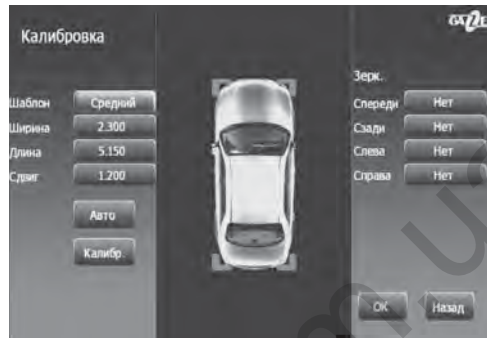 GAZZE
Калибровка
Шаблон Средний
Ширина 2.300
Длина 5.150
Сдвиг 1.200
Авто
Калибр.
Зерк.
Спереди Нет
Сзади Нет
Слева Нет
Справа Нет
OK Назад